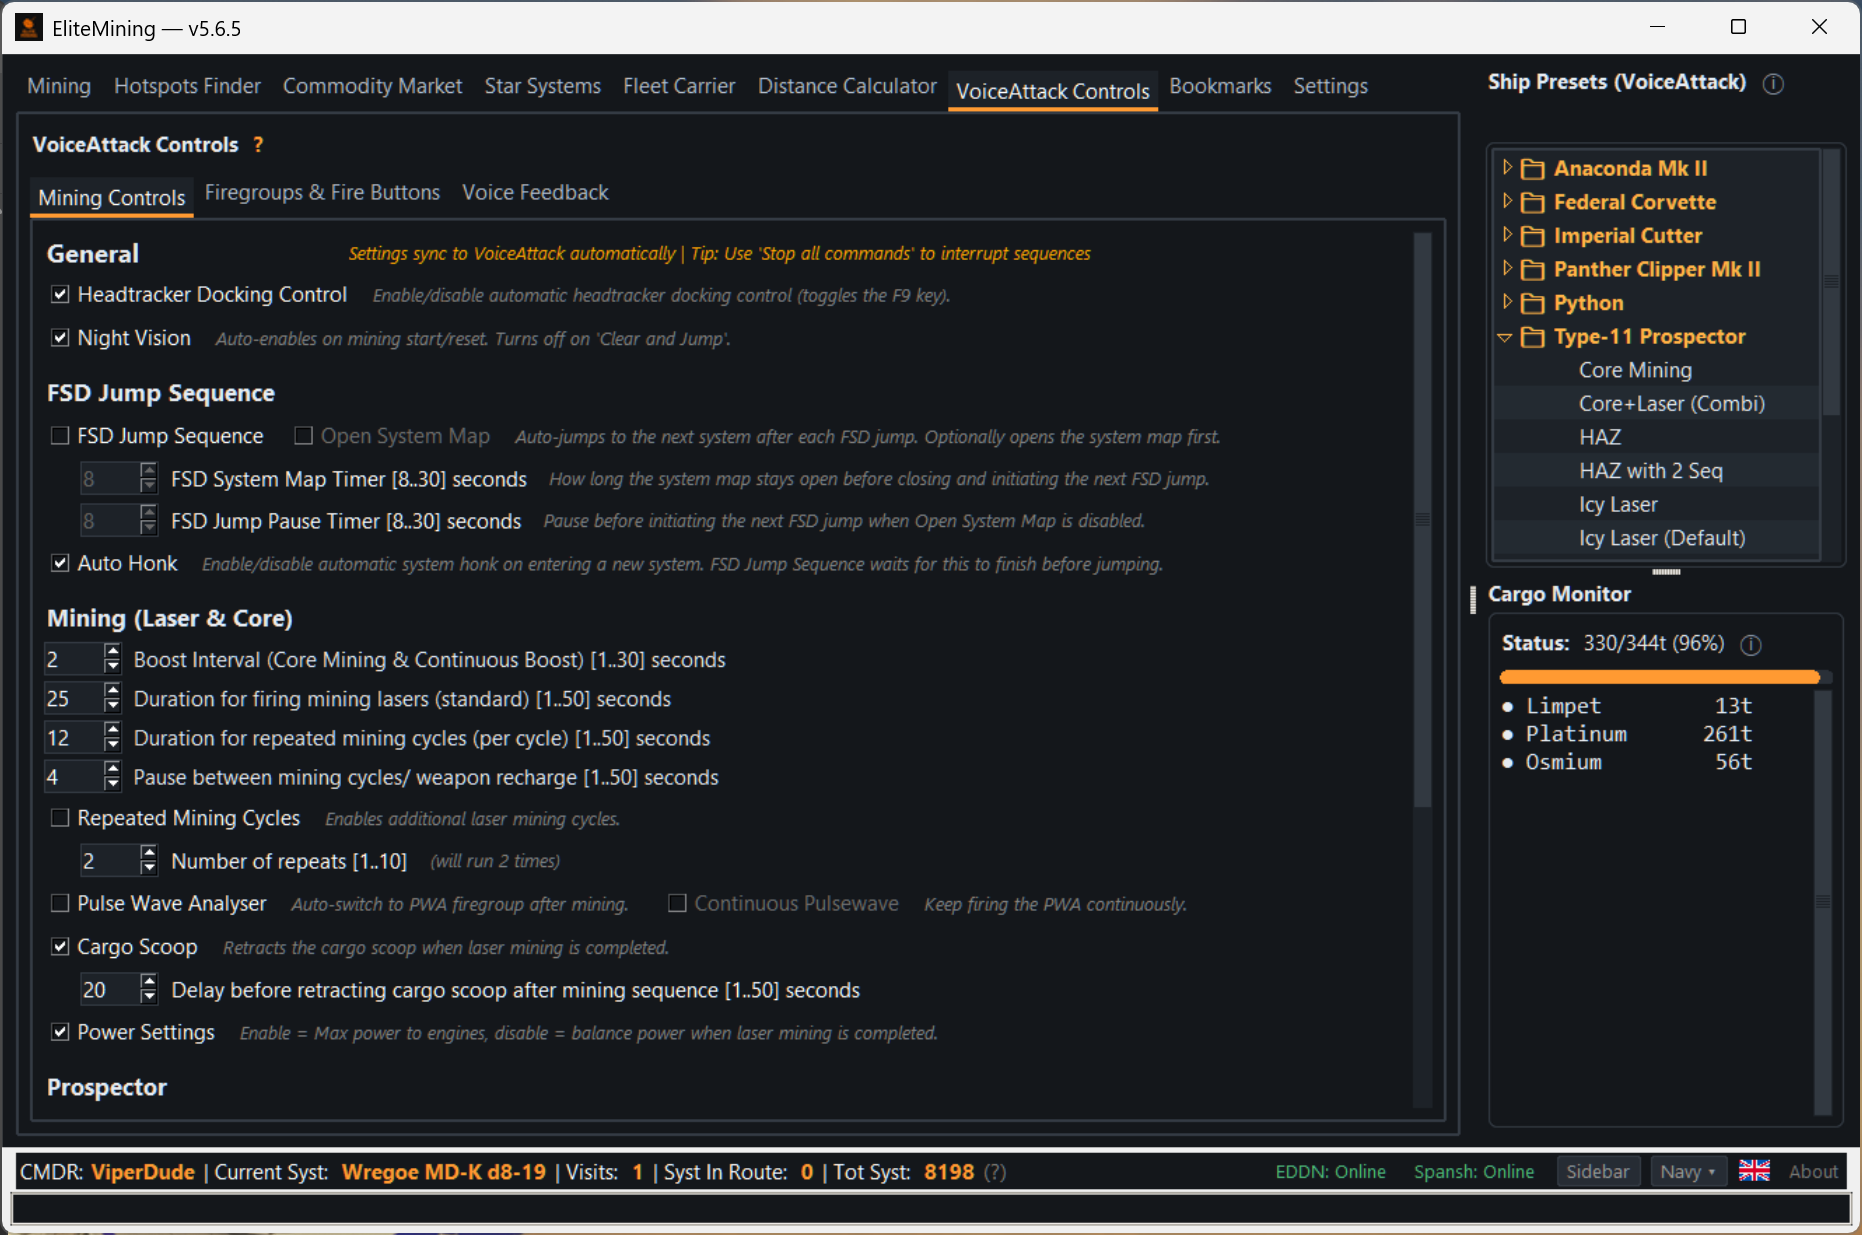 EliteMining — v5.6.5
Mining Hotspots Finder Commodity Market Star Systems Fleet Carrier Distance Calculator VoiceAttack Controls Bookmarks Settings
VoiceAttack Controls ?
Mining Controls Firegroups & Fire Buttons Voice Feedback
General Settings sync to VoiceAttack automatically | Tip: Use 'Stop all commands' to interrupt sequences
Headtracker Docking Control Enable/disable automatic headtracker docking control (toggles the F9 key).
Night Vision Auto-enables on mining start/reset. Turns off on 'Clear and Jump'.
FSD Jump Sequence
FSD Jump Sequence Open System Map Auto-jumps to the next system after each FSD jump. Optionally opens the system map first.
8 FSD System Map Timer [8..30] seconds How long the system map stays open before closing and initiating the next FSD jump.
8 FSD Jump Pause Timer [8..30] seconds Pause before initiating the next FSD jump when Open System Map is disabled.
Auto Honk Enable/disable automatic system honk on entering a new system. FSD Jump Sequence waits for this to finish before jumping.
Mining (Laser & Core)
2 Boost Interval (Core Mining & Continuous Boost) [1..30] seconds
25 Duration for firing mining lasers (standard) [1..50] seconds
12 Duration for repeated mining cycles (per cycle) [1..50] seconds
4 Pause between mining cycles/ weapon recharge [1..50] seconds
Repeated Mining Cycles Enables additional laser mining cycles.
2 Number of repeats [1..10] (will run 2 times)
Pulse Wave Analyser Auto-switch to PWA firegroup after mining. Continuous Pulsewave Keep firing the PWA continuously.
Cargo Scoop Retracts the cargo scoop when laser mining is completed.
20 Delay before retracting cargo scoop after mining sequence [1..50] seconds
Power Settings Enable = Max power to engines, disable = balance power when laser mining is completed.
Prospector
Ship Presets (VoiceAttack) i
Anaconda Mk II
Federal Corvette
Imperial Cutter
Panther Clipper Mk II
Python
Type-11 Prospector
Core Mining
Core+Laser (Combi)
HAZ
HAZ with 2 Seq
Icy Laser
Icy Laser (Default)
Cargo Monitor
Status: 330/344t (96%) i
Limpet 13t
Platinum 261t
Osmium 56t
CMDR: ViperDude | Current Syst: Wregoe MD-K d8-19 | Visits: 1 | Syst In Route: 0 | Tot Syst: 8198 (?) EDDN: Online Spansh: Online Sidebar Navy About